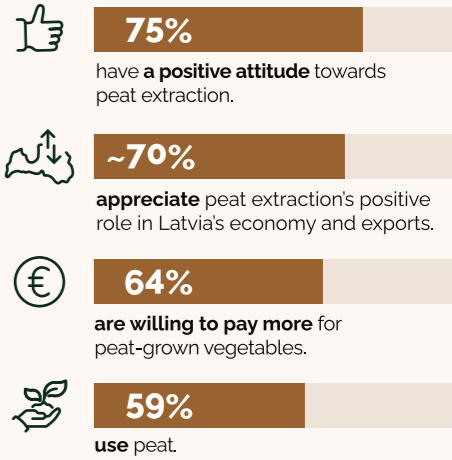 75%
have a positive attitude towards
peat extraction.
~70%
appreciate peat extraction's positive
role in Latvia's economy and exports.
€
64%
are willing to pay more for
peat-grown vegetables.
59%
use peat.